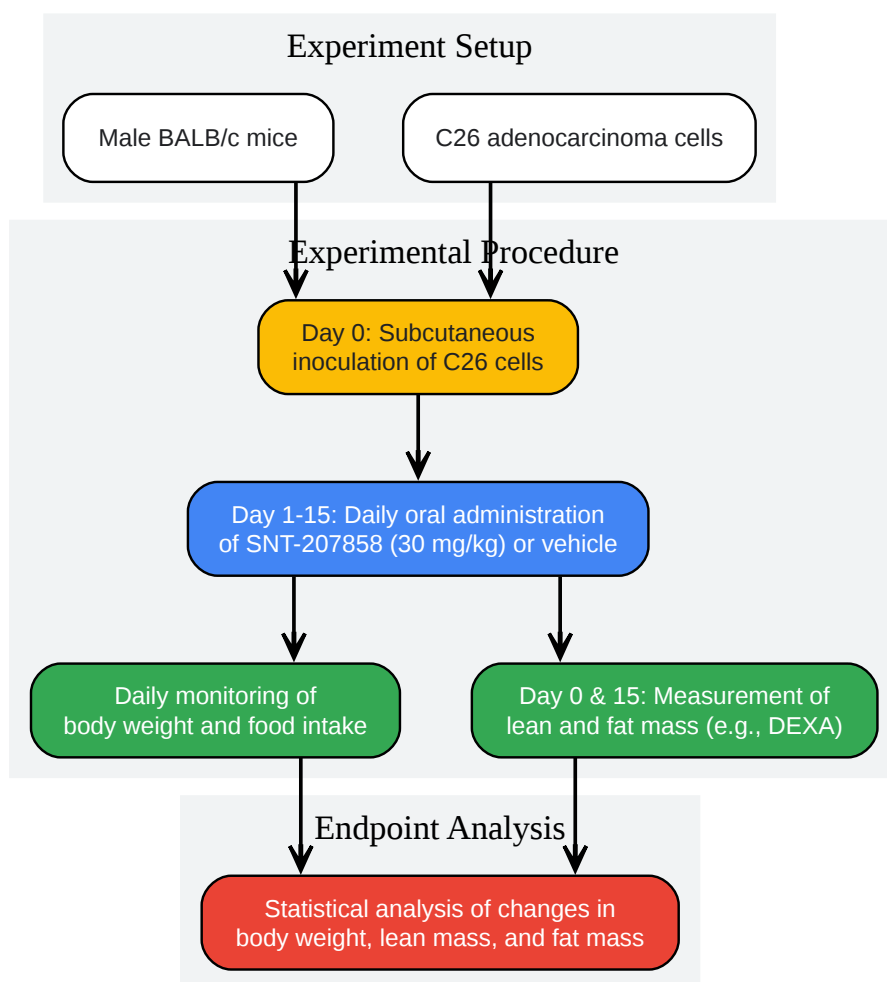 Experiment Setup
Male BALB/c mice
C26 adenocarcinoma cells
Experimental Procedure
Day 0: Subcutaneous
inoculation of C26 cells
Day 1-15: Daily oral administration
of SNT-207858 (30 mg/kg) or vehicle
Daily monitoring of
body weight and food intake
Day 0 & 15: Measurement of
lean and fat mass (e.g., DEXA)
Endpoint Analysis
Statistical analysis of changes in
body weight, lean mass, and fat mass